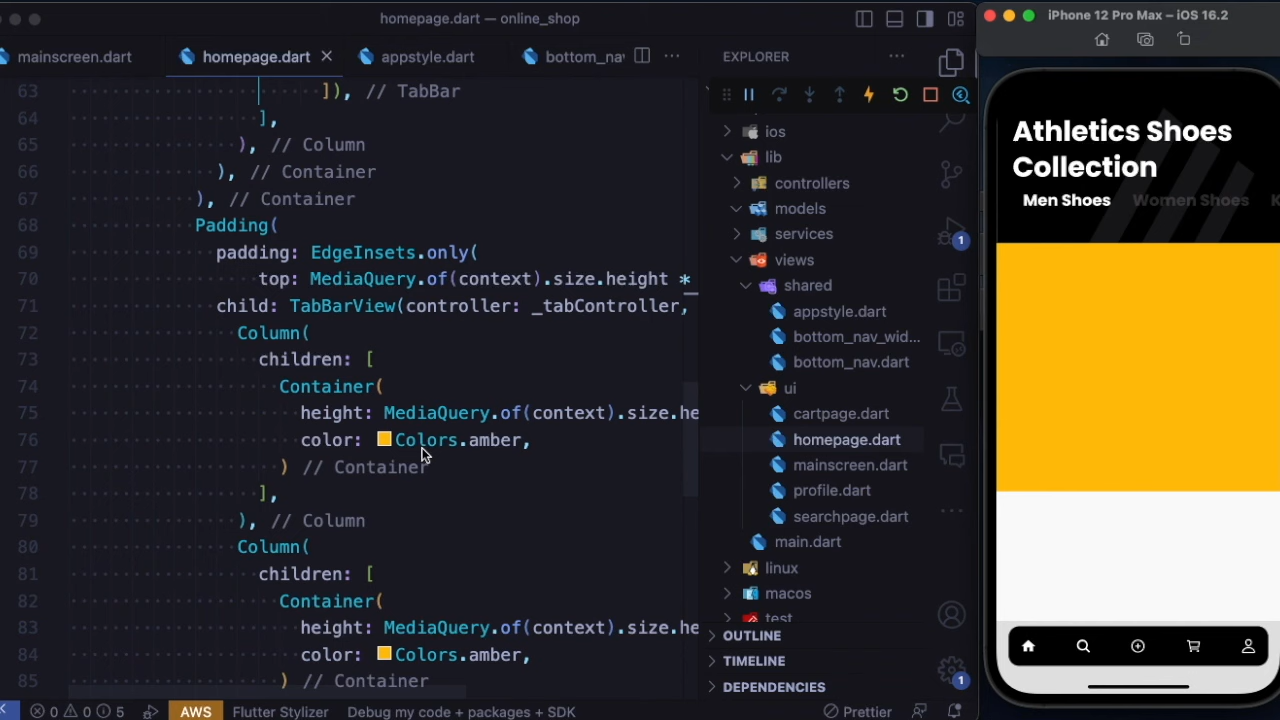 homepage.dart — online_shop
iPhone 12 Pro Max – iOS 16.2
mainscreen.dart
homepage.dart
appstyle.dart
bottom_nav
EXPLORER
63 ]), // TabBar
64 ],
65 ), // Column
66 ), // Container
67 ), // Container
68 Padding(
69 padding: EdgeInsets.only(
70 top: MediaQuery.of(context).size.height *
71 child: TabBarView(controller: _tabController,
72 Column(
73 children: [
74 Container(
75 height: MediaQuery.of(context).size.he
76 color: Colors.amber,
77 ) // Container
78 ],
79 ), // Column
80 Column(
81 children: [
82 Container(
83 height: MediaQuery.of(context).size.he
84 color: Colors.amber,
85 ) // Container
ios
lib
controllers
models
services
views
shared
appstyle.dart
bottom_nav_wid...
bottom_nav.dart
ui
cartpage.dart
homepage.dart
mainscreen.dart
profile.dart
searchpage.dart
main.dart
linux
macos
test
OUTLINE
TIMELINE
DEPENDENCIES
1
1
Athletics Shoes
Collection
Men Shoes Women Shoes K
0 0 5 AWS Flutter Stylizer Debug my code + packages + SDK Prettier